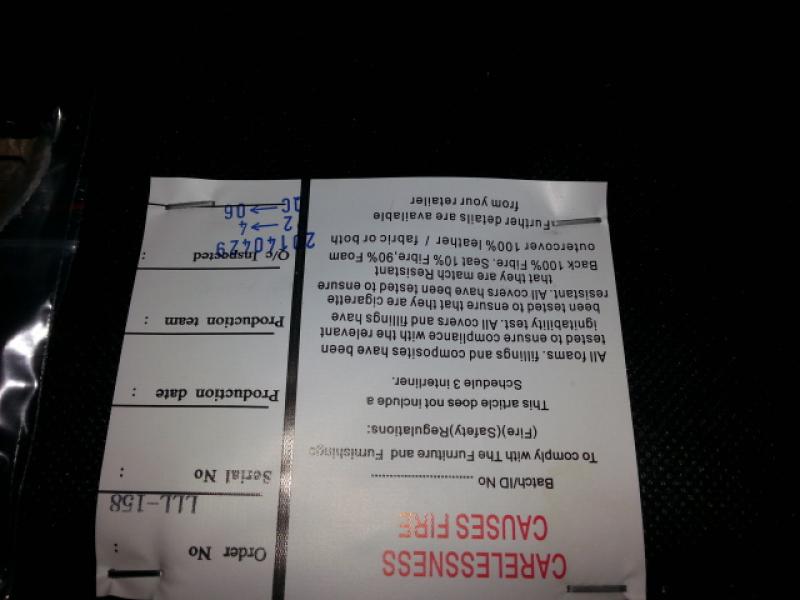 CARELESSNESS
CAUSES FIRE
Batch/ID No ........................
To comply with The Furniture and Furnishings
(Fire)(Safety)Regulations:
This article does not include a
Schedule 3 interliner.
All foams. fillings and composites have been
tested to ensure compliance with the relevant
ignitability test. All covers and fillings have
been tested to ensure that they are cigarette
resistant. All covers have been tested to ensure
that they are match Resistant
Back 100% Fibre. Seat 10% Fibre,90% Foam
outercover 100% leather / fabric or both
Further details are available
from your retailer
Order No :
LLL-158
Serial No :
Production date :
Production team :
Q/c Inspected :
20140429
2 → 4
1C → 06